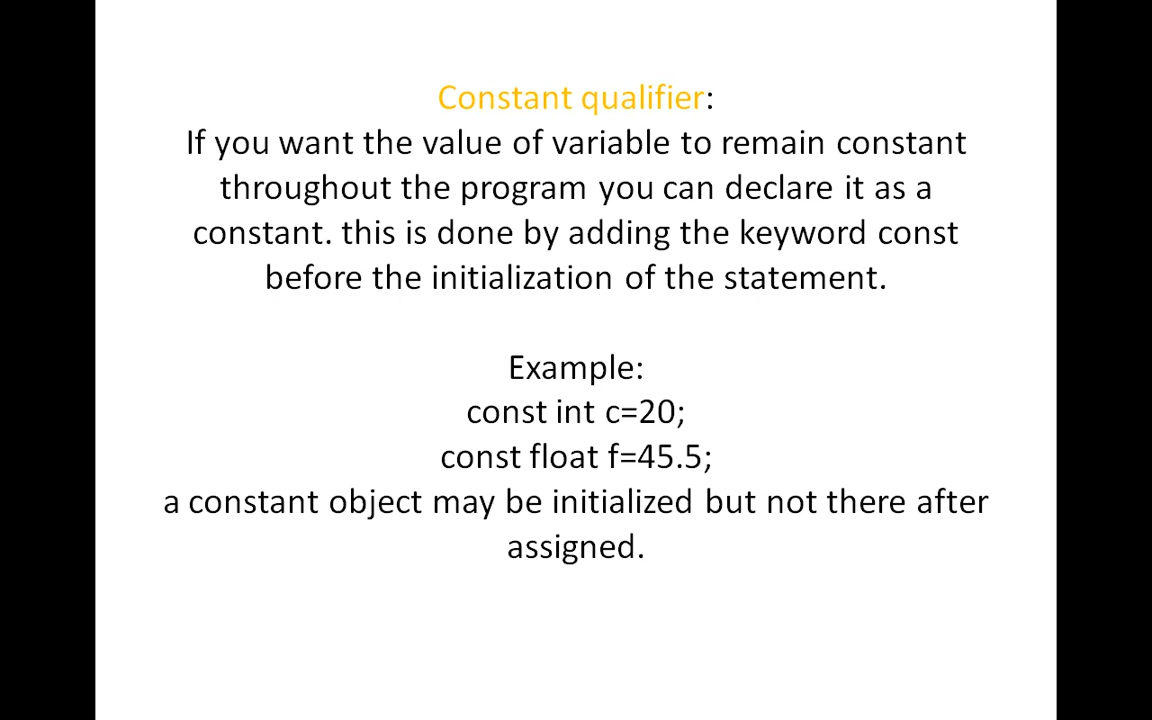 Constant qualifier:
If you want the value of variable to remain constant
throughout the program you can declare it as a
constant. this is done by adding the keyword const
before the initialization of the statement.
Example:
const int c=20;
const float f=45.5;
a constant object may be initialized but not there after
assigned.